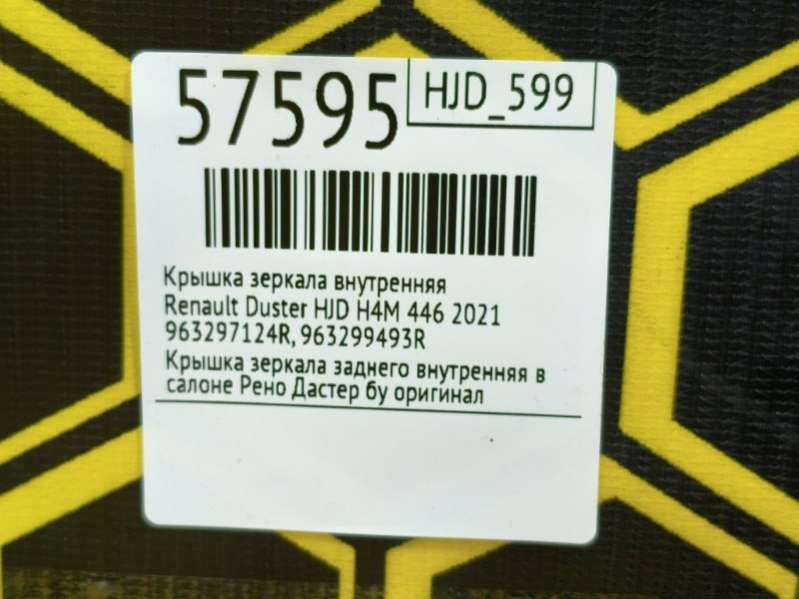 57595
HJD_599
Крышка зеркала внутренняя
Renault Duster HJD H4M 446 2021
963297124R, 963299493R
Крышка зеркала заднего внутренняя в
салоне Рено Дастер бу оригинал